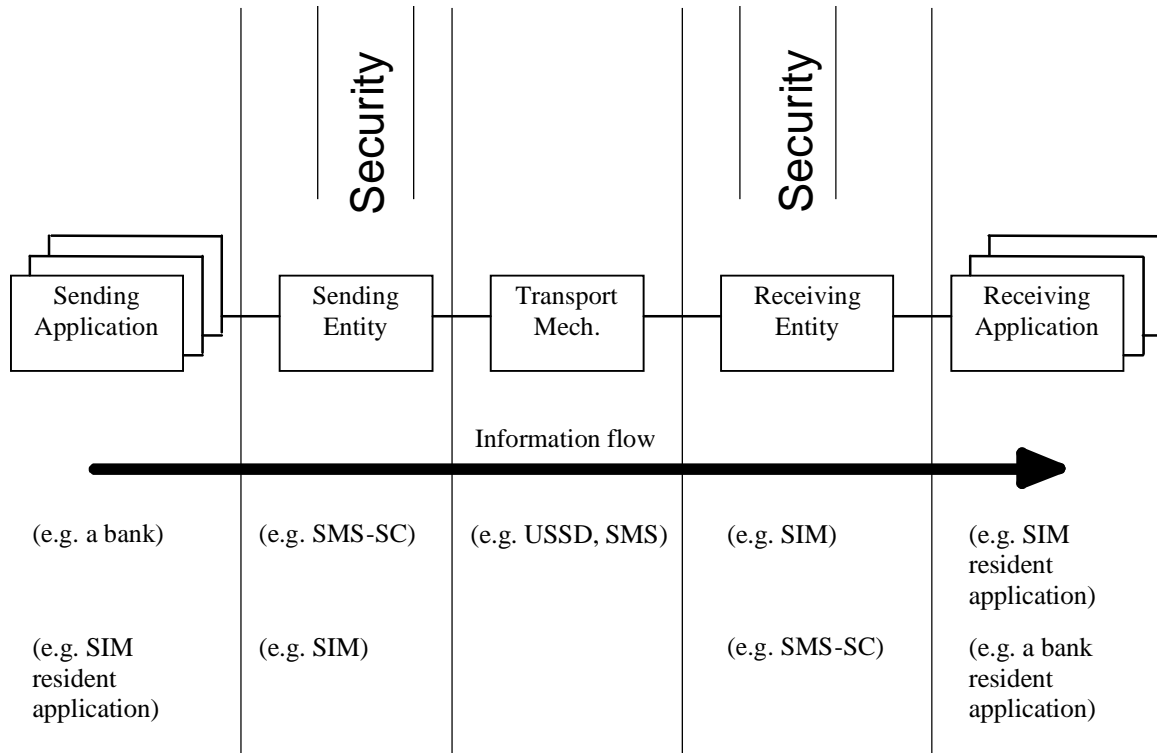 Security
Security
Sending
Application
Sending
Entity
Transport
Mech.
Receiving
Entity
Receiving
Application
Information flow
(e.g. a bank)
(e.g. SMS-SC)
(e.g. USSD, SMS)
(e.g. SIM)
(e.g. SIM
resident
application)
(e.g. SIM
resident
application)
(e.g. SIM)
(e.g. SMS-SC)
(e.g. a bank
resident
application)